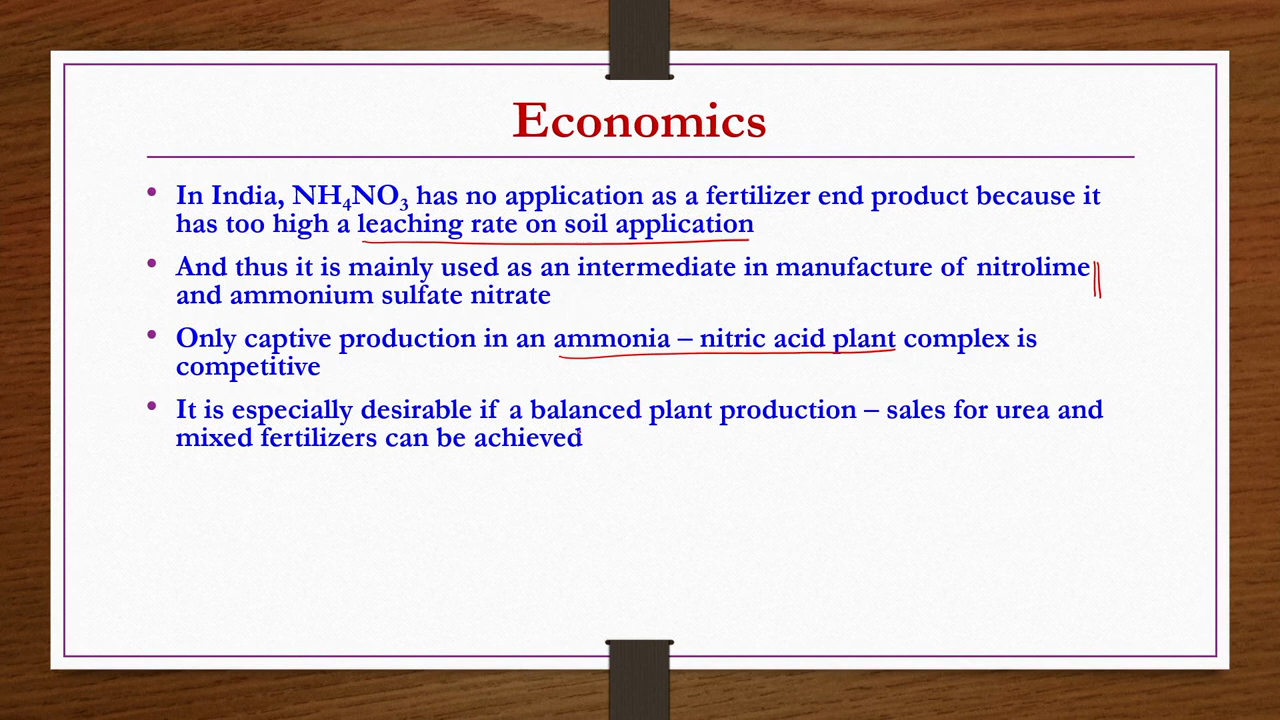 Economics
• In India, NH₄NO₃ has no application as a fertilizer end product because it
has too high a leaching rate on soil application
• And thus it is mainly used as an intermediate in manufacture of nitrolime
and ammonium sulfate nitrate
• Only captive production in an ammonia – nitric acid plant complex is
competitive
• It is especially desirable if a balanced plant production – sales for urea and
mixed fertilizers can be achieved